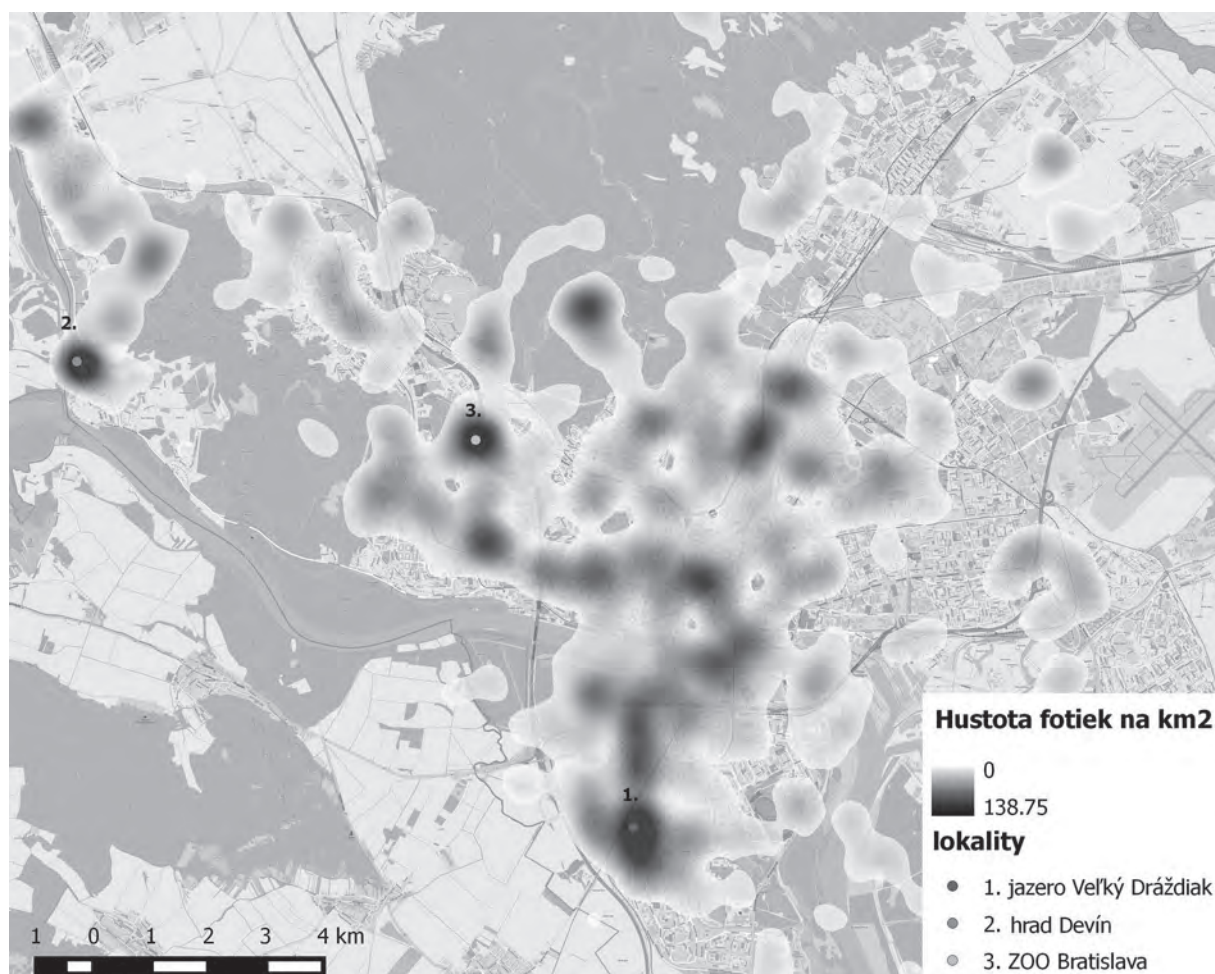 2.
3.
1.
Hustota fotiek na km2
0
138.75
lokality
1. jazero Veľký Dráždiak
2. hrad Devín
3. ZOO Bratislava
1 0 1 2 3 4 km